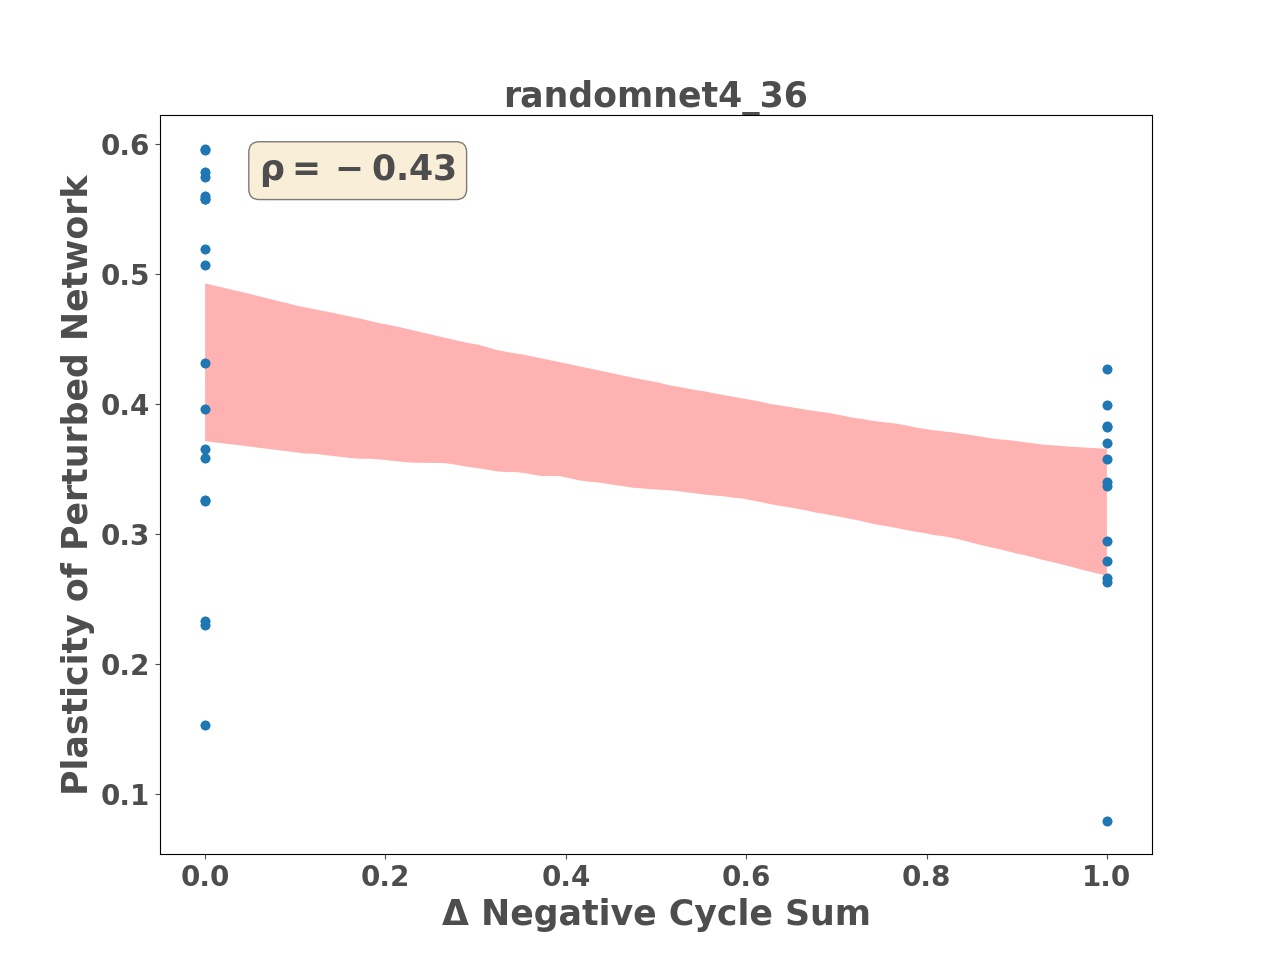 randomnet4_36
ρ = − 0.43
Plasticity of Perturbed Network
0.6
0.5
0.4
0.3
0.2
0.1
0.0 0.2 0.4 0.6 0.8 1.0
Δ Negative Cycle Sum